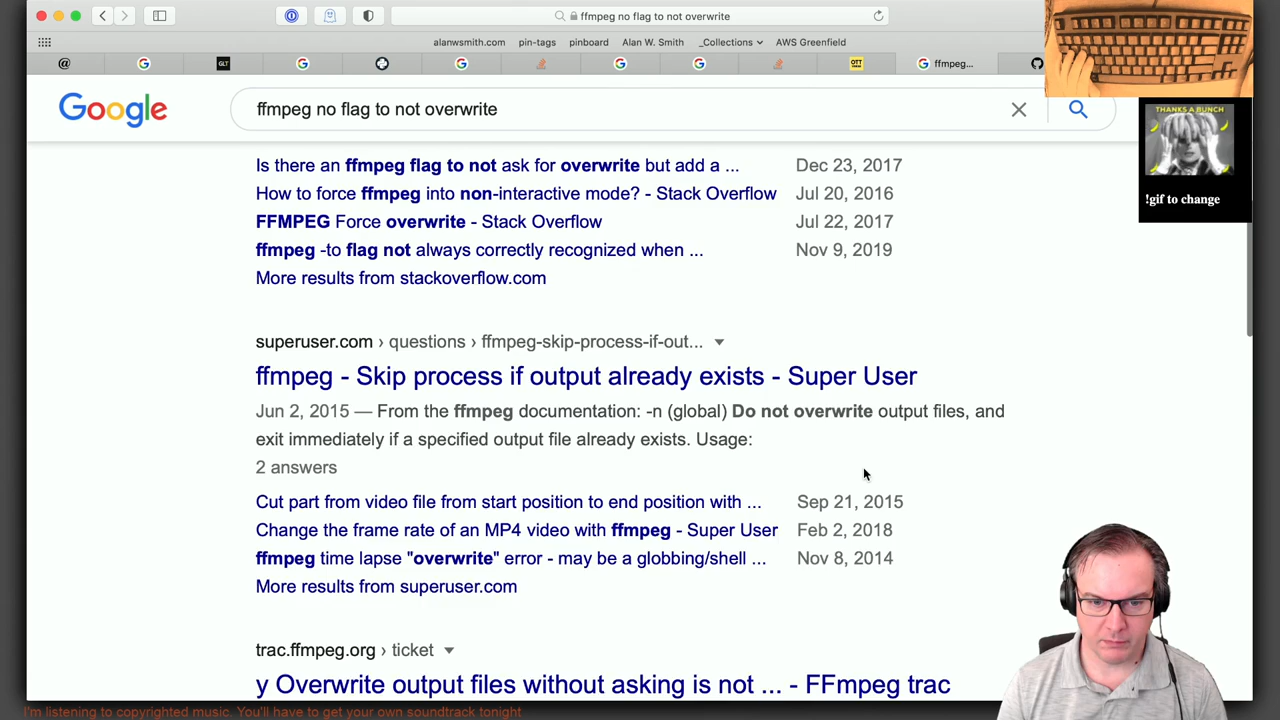 ffmpeg no flag to not overwrite
alanwsmith.com pin-tags pinboard Alan W. Smith _Collections AWS Greenfield
@ GLT OTT ffmpeg...
Google ffmpeg no flag to not overwrite
THANKS A BUNCH
!gif to change
Is there an ffmpeg flag to not ask for overwrite but add a ... Dec 23, 2017
How to force ffmpeg into non-interactive mode? - Stack Overflow Jul 20, 2016
FFMPEG Force overwrite - Stack Overflow Jul 22, 2017
ffmpeg -to flag not always correctly recognized when ... Nov 9, 2019
More results from stackoverflow.com
superuser.com › questions › ffmpeg-skip-process-if-out...
ffmpeg - Skip process if output already exists - Super User
Jun 2, 2015 — From the ffmpeg documentation: -n (global) Do not overwrite output files, and
exit immediately if a specified output file already exists. Usage:
2 answers
Cut part from video file from start position to end position with ... Sep 21, 2015
Change the frame rate of an MP4 video with ffmpeg - Super User Feb 2, 2018
ffmpeg time lapse "overwrite" error - may be a globbing/shell ... Nov 8, 2014
More results from superuser.com
trac.ffmpeg.org › ticket
y Overwrite output files without asking is not ... - FFmpeg trac
I'm listening to copyrighted music. You'll have to get your own soundtrack tonight